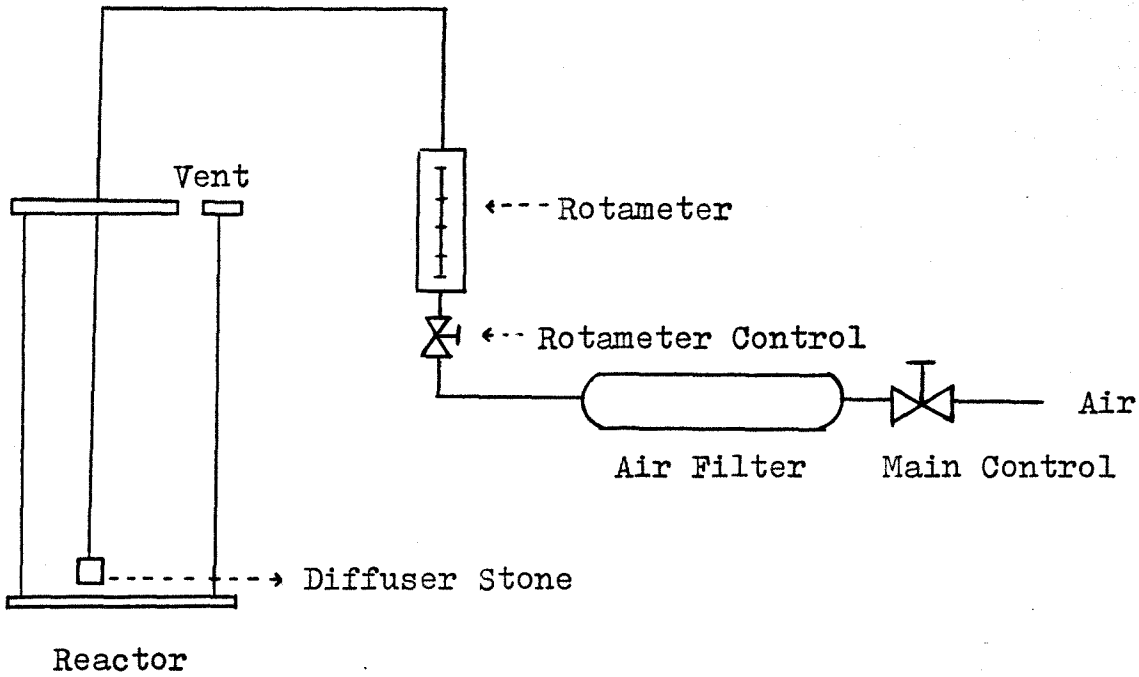 Vent
Rotameter
Rotameter Control
Air
Air Filter
Main Control
Diffuser Stone
Reactor